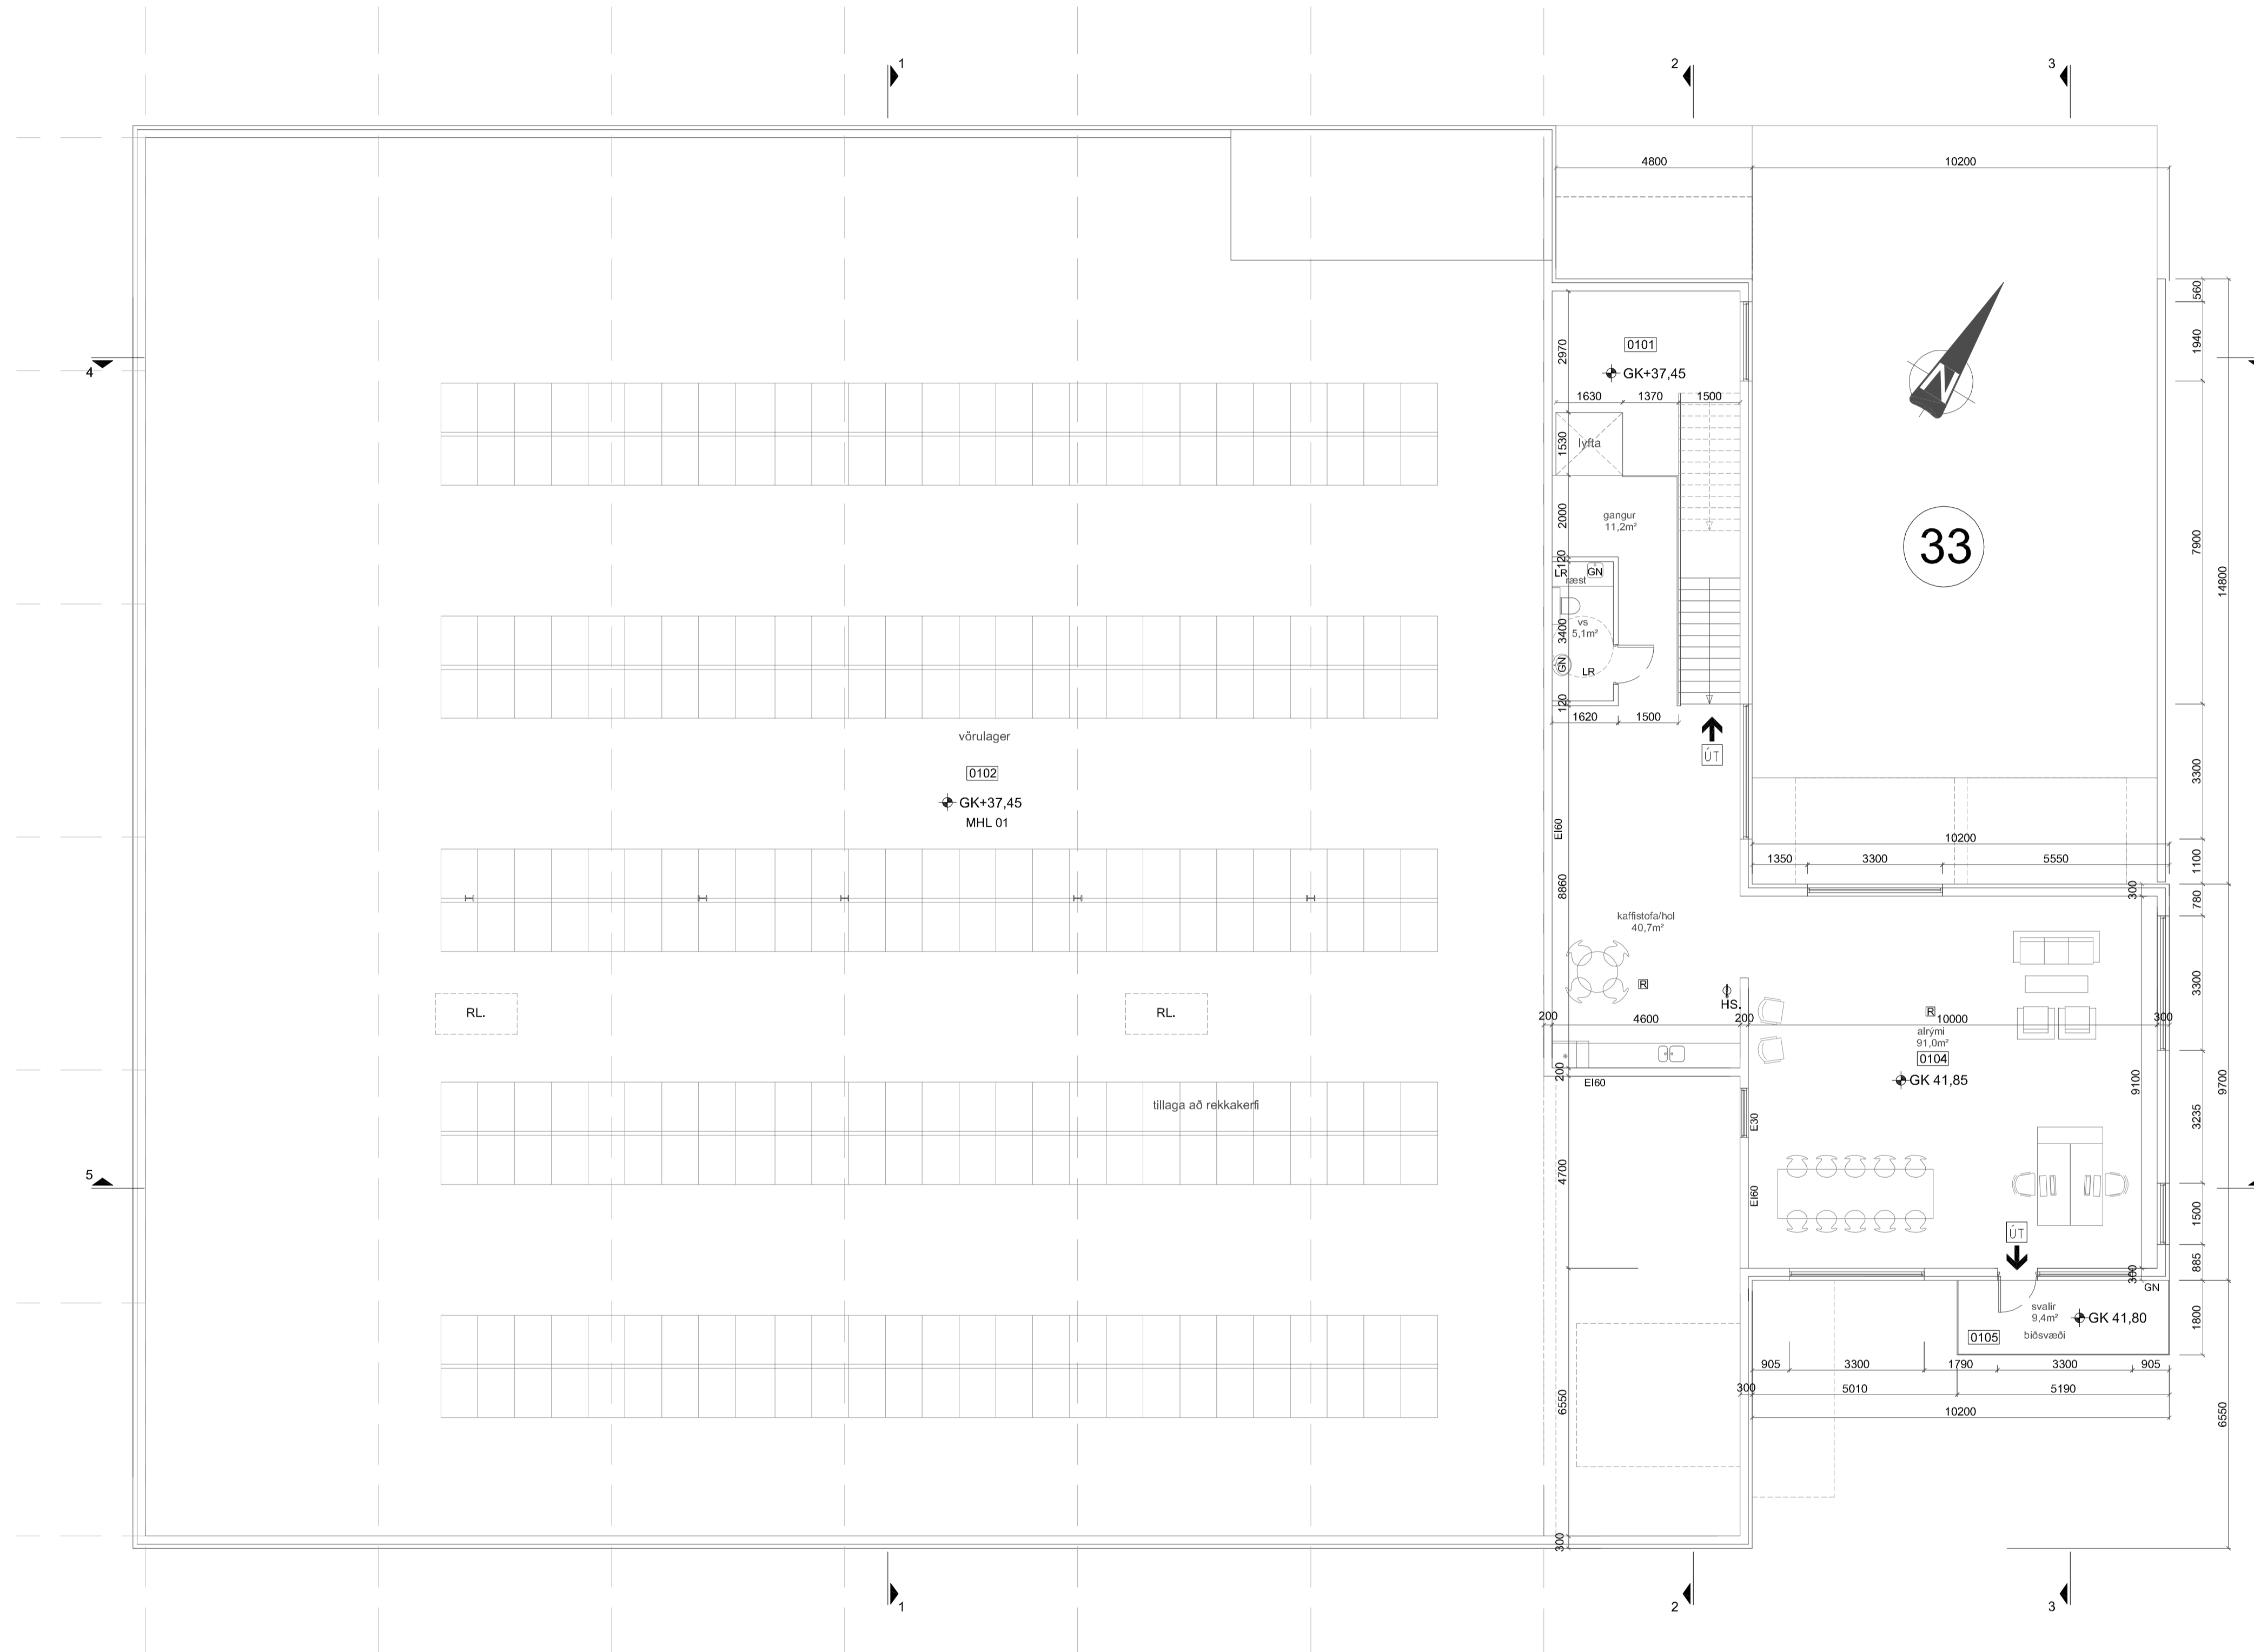 1
2
3
4800
10200
560
1940
2970
0101
GK+37,45
4
1630
1370
1500
1530
lyfta
N
2000
gangur
11,2m²
33
7900
14800
120
LR
GN
ræst
3400
vs
5,1m²
GN
LR
120
1620
1500
ÚT
vörulager
0102
GK+37,45
MHL 01
3300
EI60
10200
1350
3300
5550
1100
8860
300
780
kaffistofa/hol
40,7m²
R
HS.
3300
RL.
RL.
200
4600
200
R
10000
300
alrými
91,0m²
0104
GK 41,85
200
EI60
9100
9700
tillaga að rekkakerfi
E30
3235
4700
5
EI60
1500
ÚT
885
300
GN
svalir
9,4m²
GK 41,80
0105
biðsvæði
1800
905
3300
1790
3300
905
300
5010
5190
6550
10200
6550
300
1
2
3